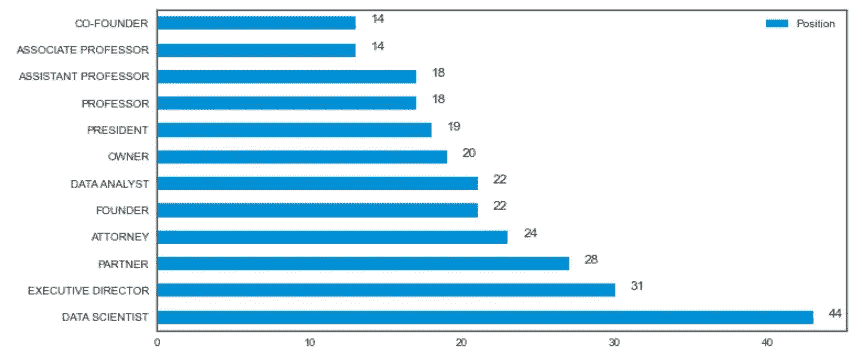 CO-FOUNDER 14
Position
ASSOCIATE PROFESSOR 14
ASSISTANT PROFESSOR 18
PROFESSOR 18
PRESIDENT 19
OWNER 20
DATA ANALYST 22
FOUNDER 22
ATTORNEY 24
PARTNER 28
EXECUTIVE DIRECTOR 31
DATA SCIENTIST 44
0 10 20 30 40